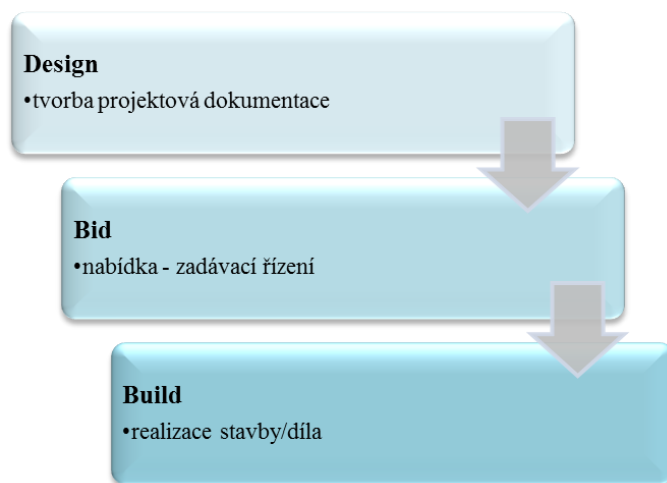 Design
•tvorba projektová dokumentace
Bid
•nabídka - zadávací řízení
Build
•realizace stavby/díla